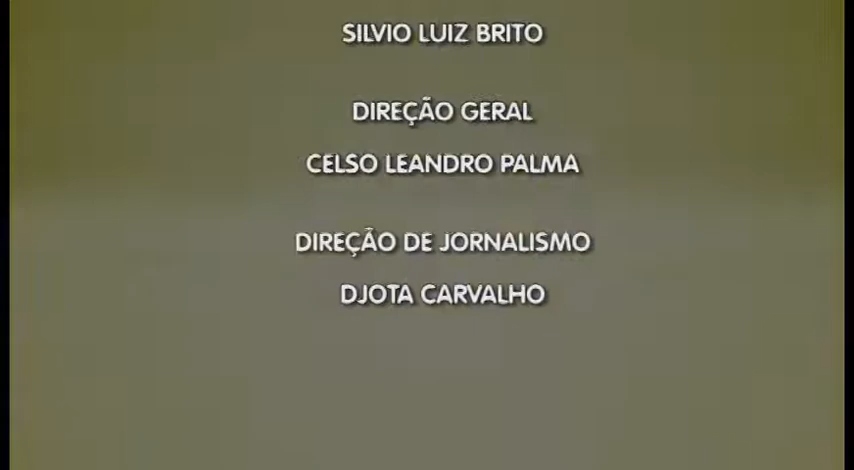 SILVIO LUIZ BRITO
DIREÇÃO GERAL
CELSO LEANDRO PALMA
DIREÇÃO DE JORNALISMO
DJOTA CARVALHO